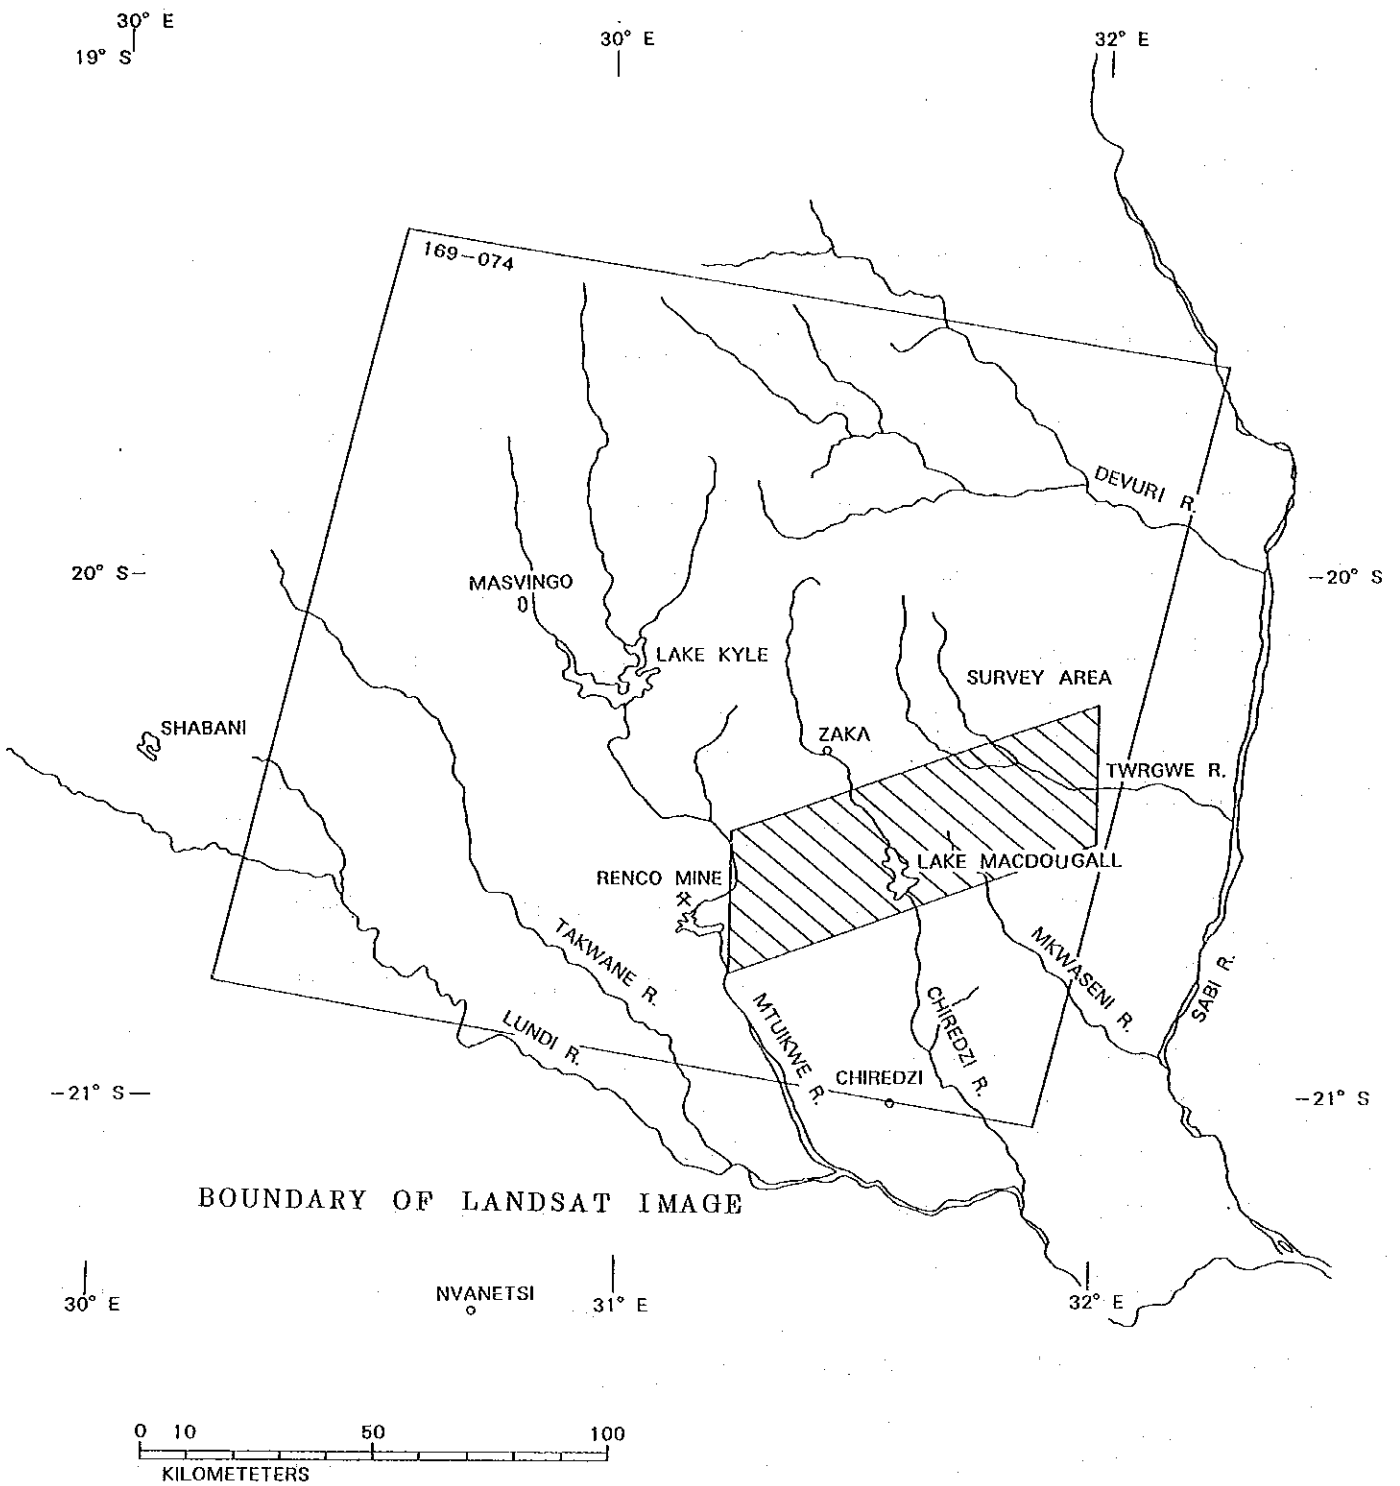 30° E
19° S
30° E
32° E
169-074
DEVURI R.
20° S
20° S
MASVINGO
LAKE KYLE
SURVEY AREA
SHABANI
ZAKA
TWRGWE R.
LAKE MACDOUGALL
RENCO MINE
TAKWANE R.
MKWASENI R.
SABI R.
LUNDI R.
MTUIKWE R.
CHIREDZI R.
CHIREDZI
21° S
21° S
BOUNDARY OF LANDSAT IMAGE
30° E
NVANETSI
31° E
32° E
0 10 50 100
KILOMETETERS